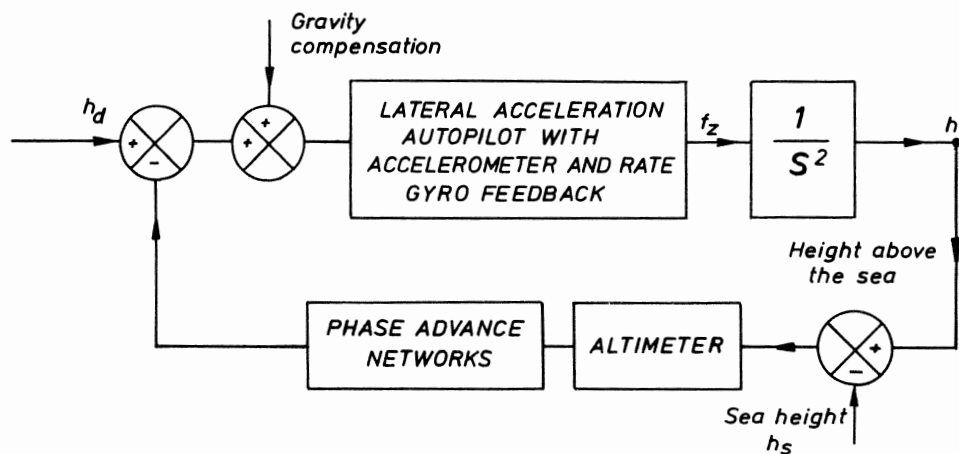 Gravity
compensation
h_d
+
-
+
+
LATERAL ACCELERATION
AUTOPILOT WITH
ACCELEROMETER AND RATE
GYRO FEEDBACK
f_z
1
S²
h
Height above
the sea
PHASE ADVANCE
NETWORKS
ALTIMETER
+
-
Sea height
h_s